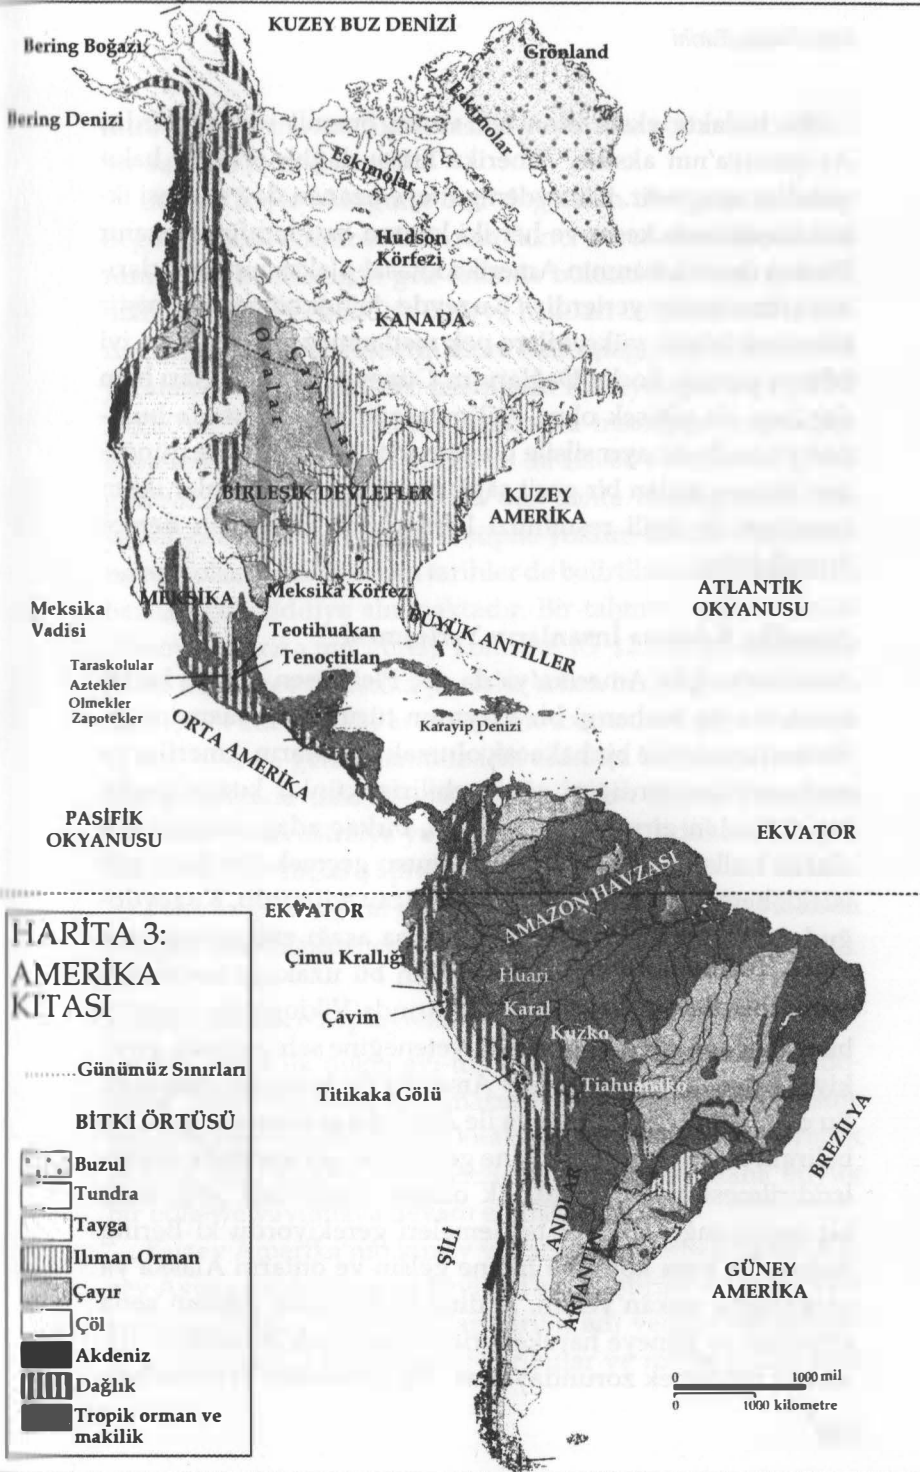 KUZEY BUZ DENİZİ
Bering Boğazı
Grönland
Bering Denizi
Eskimolar
Eskimolar
Hudson
Körfezi
KANADA
Ovalar
Çayırlar
BİRLEŞİK DEVLETLER
KUZEY
AMERİKA
ATLANTİK
OKYANUSU
MEKSİKA
Meksika Körfezi
Meksika
Vadisi
Teotihuakan
BÜYÜK ANTİLLER
Tenoçtitlan
Taraskolular
Aztekler
Olmekler
Zapotekler
Karayip Denizi
ORTA AMERİKA
PASİFİK
OKYANUSU
EKVATOR
AMAZON HAVZASI
EKVATOR
Çimu Krallığı
Huari
Karal
Çavim
Kuzko
Titikaka Gölü
Tiahuanako
BREZİLYA
ANDLAR
ŞİLİ
ARJANTİN
GÜNEY
AMERİKA
HARİTA 3:
AMERİKA
KITASI
Günümüz Sınırları
BİTKİ ÖRTÜSÜ
Buzul
Tundra
Tayga
Ilıman Orman
Çayır
Çöl
Akdeniz
Dağlık
Tropik orman ve
makilik
0 1000 mil
0 1000 kilometre